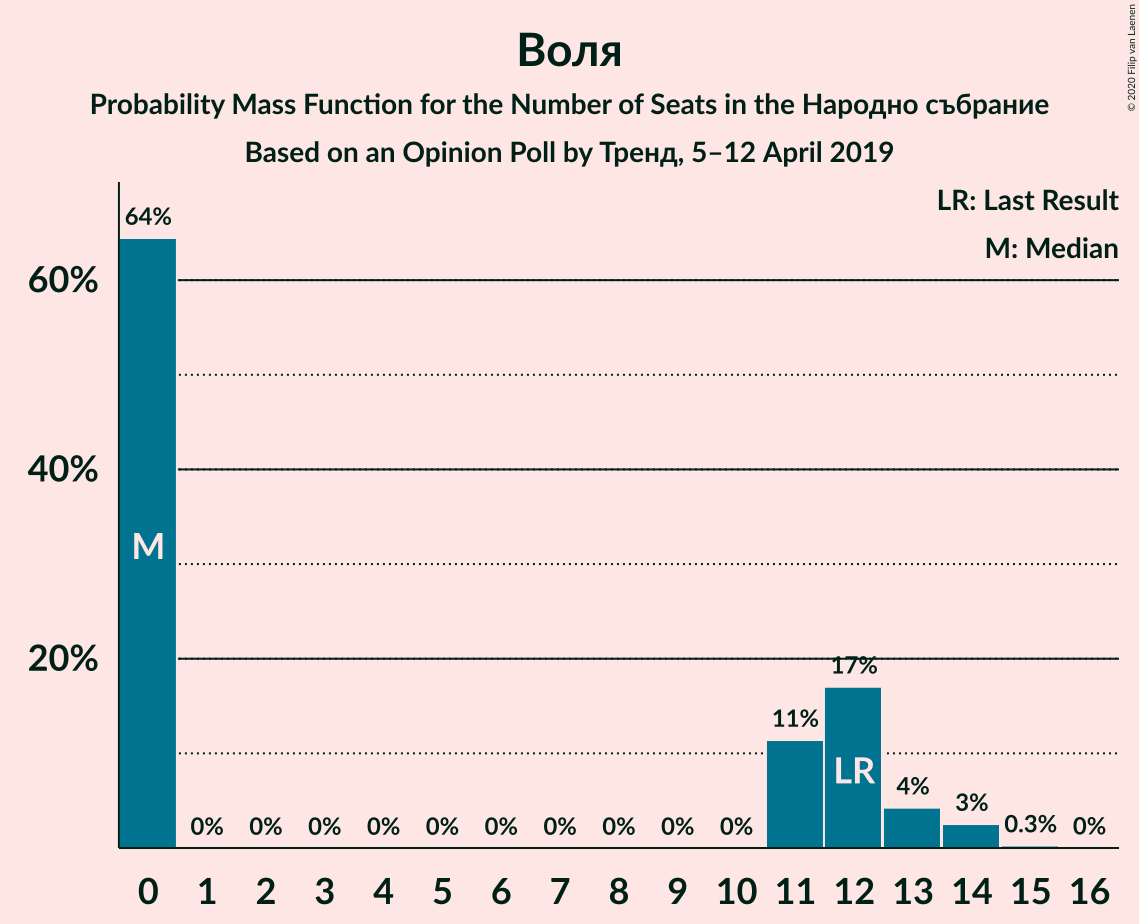 Воля
Probability Mass Function for the Number of Seats in the Народно събрание
Based on an Opinion Poll by Тренд, 5–12 April 2019
© 2020 Filip van Laenen
LR: Last Result
M: Median
60%
40%
20%
64%
0%
0%
0%
0%
0%
0%
0%
0%
0%
0%
11%
17%
4%
3%
0.3%
0%
M
LR
0 1 2 3 4 5 6 7 8 9 10 11 12 13 14 15 16